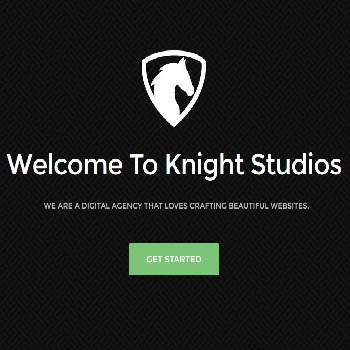 Welcome To Knight Studios
WE ARE A DIGITAL AGENCY THAT LOVES CRAFTING BEAUTIFUL WEBSITES.
GET STARTED